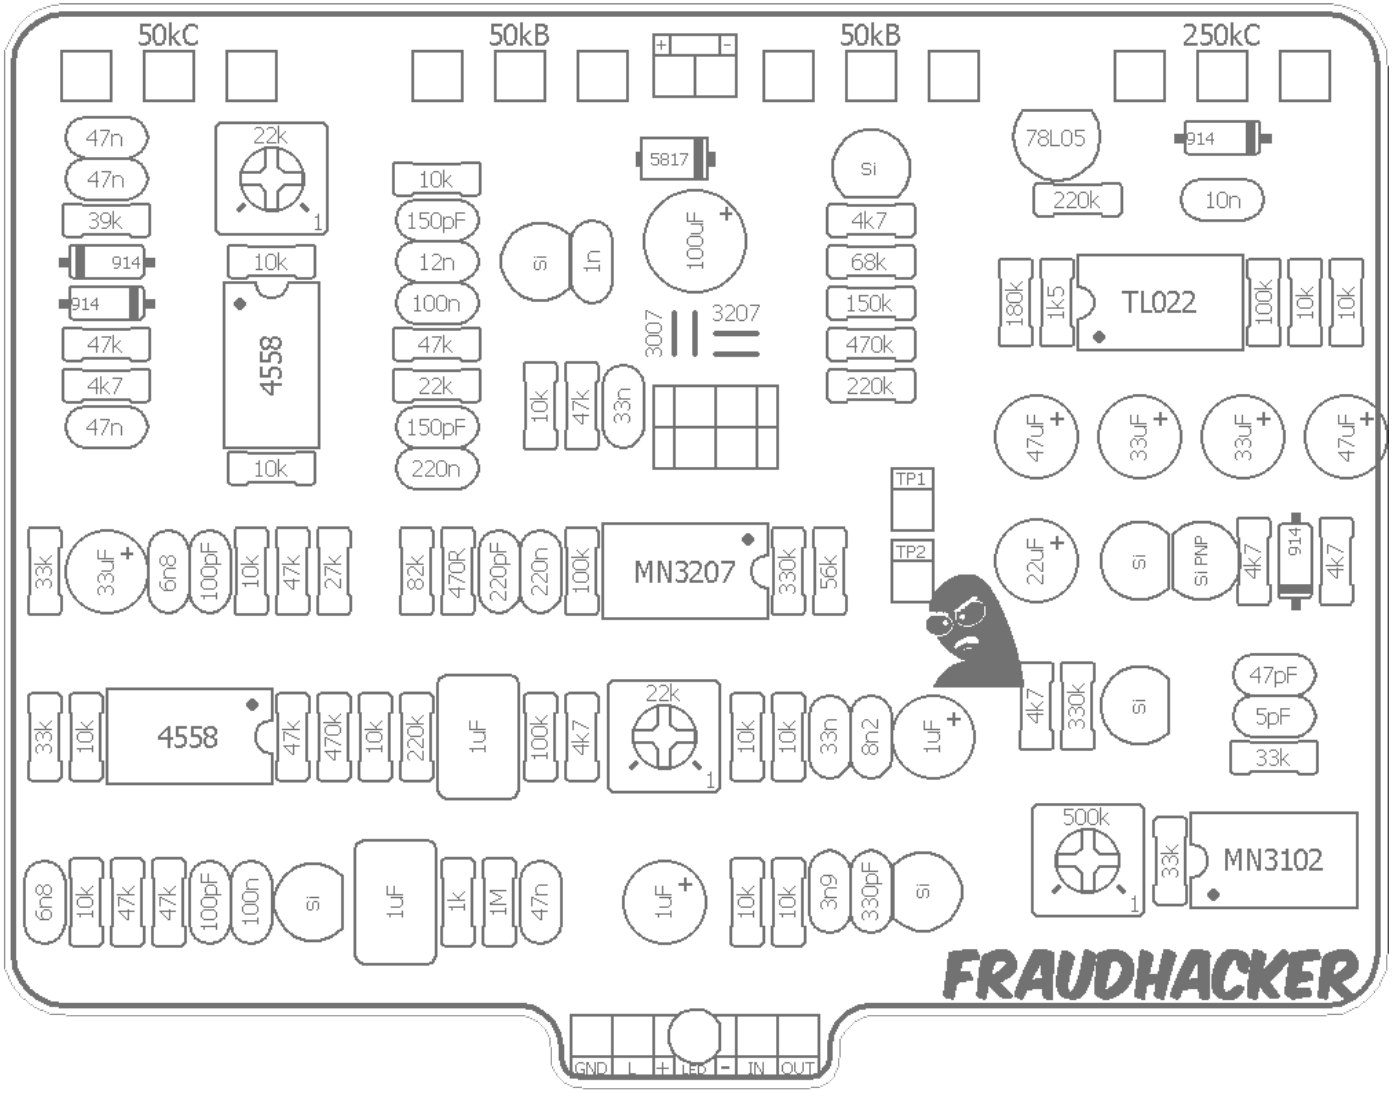 50kC 50kB + - 50kB 250kC
47n 22k 1 5817 Si 78L05 914
47n 10k 220k 10n
39k 150pF 100uF + 4k7
914 10k 12n Si 1n 68k
914 4558 100n 3007 3207 150k 180k 1k5 TL022 100k 10k 10k
47k 47k 470k
4k7 22k 10k 47k 33n 220k
47n 150pF 47uF + 33uF + 33uF + 47uF +
10k 220n TP1
33k 33uF + 6n8 100pF 10k 47k 27k 82k 470R 220pF 220n 100k MN3207 330k 56k TP2 22uF + Si Si PNP 4k7 914 4k7
47pF
33k 10k 4558 47k 470k 10k 220k 1uF 100k 4k7 22k 1 10k 10k 33n 8n2 1uF + 4k7 330k Si 5pF
33k
500k 1 33k MN3102
6n8 10k 47k 47k 100pF 100n Si 1uF 1k 1M 47n 1uF + 10k 10k 3n9 330pF Si
FRAUDHACKER
GND L + LED - IN OUT